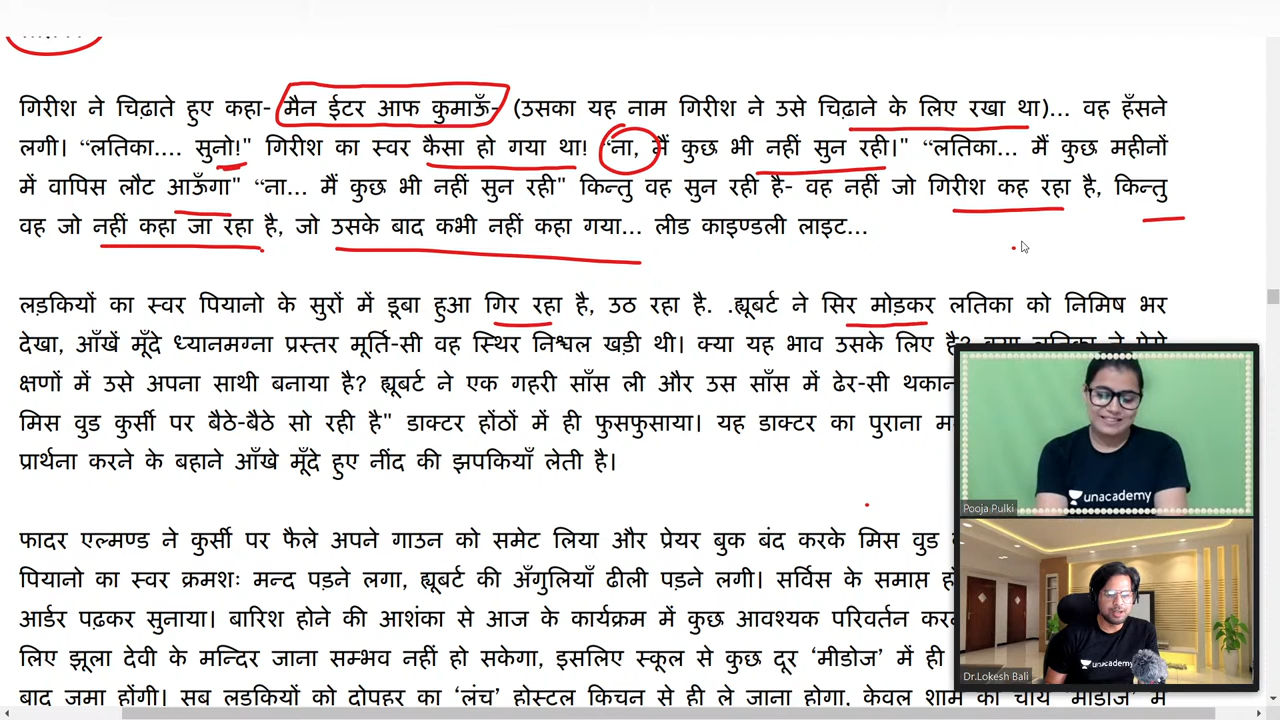 गिरीश ने चिढ़ाते हुए कहा- मैन ईटर आफ कुमाऊँ- (उसका यह नाम गिरीश ने उसे चिढ़ाने के लिए रखा था)... वह हँसने
लगी। “लतिका.... सुनो!" गिरीश का स्वर कैसा हो गया था! “ना, मैं कुछ भी नहीं सुन रही।" “लतिका... मैं कुछ महीनों
में वापिस लौट आऊँगा" “ना... मैं कुछ भी नहीं सुन रही" किन्तु वह सुन रही है- वह नहीं जो गिरीश कह रहा है, किन्तु
वह जो नहीं कहा जा रहा है, जो उसके बाद कभी नहीं कहा गया... लीड काइण्डली लाइट...
लड़कियों का स्वर पियानो के सुरों में डूबा हुआ गिर रहा है, उठ रहा है. .ह्यूबर्ट ने सिर मोड़कर लतिका को निमिष भर
देखा, आँखें मूँदे ध्यानमग्ना प्रस्तर मूर्ति-सी वह स्थिर निश्चल खड़ी थी। क्या यह भाव उसके लिए है?
क्षणों में उसे अपना साथी बनाया है? ह्यूबर्ट ने एक गहरी साँस ली और उस साँस में ढेर-सी थकान
मिस वुड कुर्सी पर बैठे-बैठे सो रही है" डाक्टर होंठों में ही फुसफुसाया। यह डाक्टर का पुराना
प्रार्थना करने के बहाने आँखे मूँदे हुए नींद की झपकियाँ लेती है।
फादर एल्मण्ड ने कुर्सी पर फैले अपने गाउन को समेट लिया और प्रेयर बुक बंद करके मिस वुड
पियानो का स्वर क्रमशः मन्द पड़ने लगा, ह्यूबर्ट की अँगुलियाँ ढीली पड़ने लगी। सर्विस के समाप्त
आर्डर पढ़कर सुनाया। बारिश होने की आशंका से आज के कार्यक्रम में कुछ आवश्यक परिवर्तन
लिए झूला देवी के मन्दिर जाना सम्भव नहीं हो सकेगा, इसलिए स्कूल से कुछ दूर ‘मीडोज’ में ही
बाद जमा होंगी। सब लडकियों को दोपहर का ‘लंच’ होस्टल किचन से ही ले जाना होगा, केवल शाम की चाय ‘मीडोज’ में
unacademy
Pooja Pulki
unacademy
Dr.Lokesh Bali